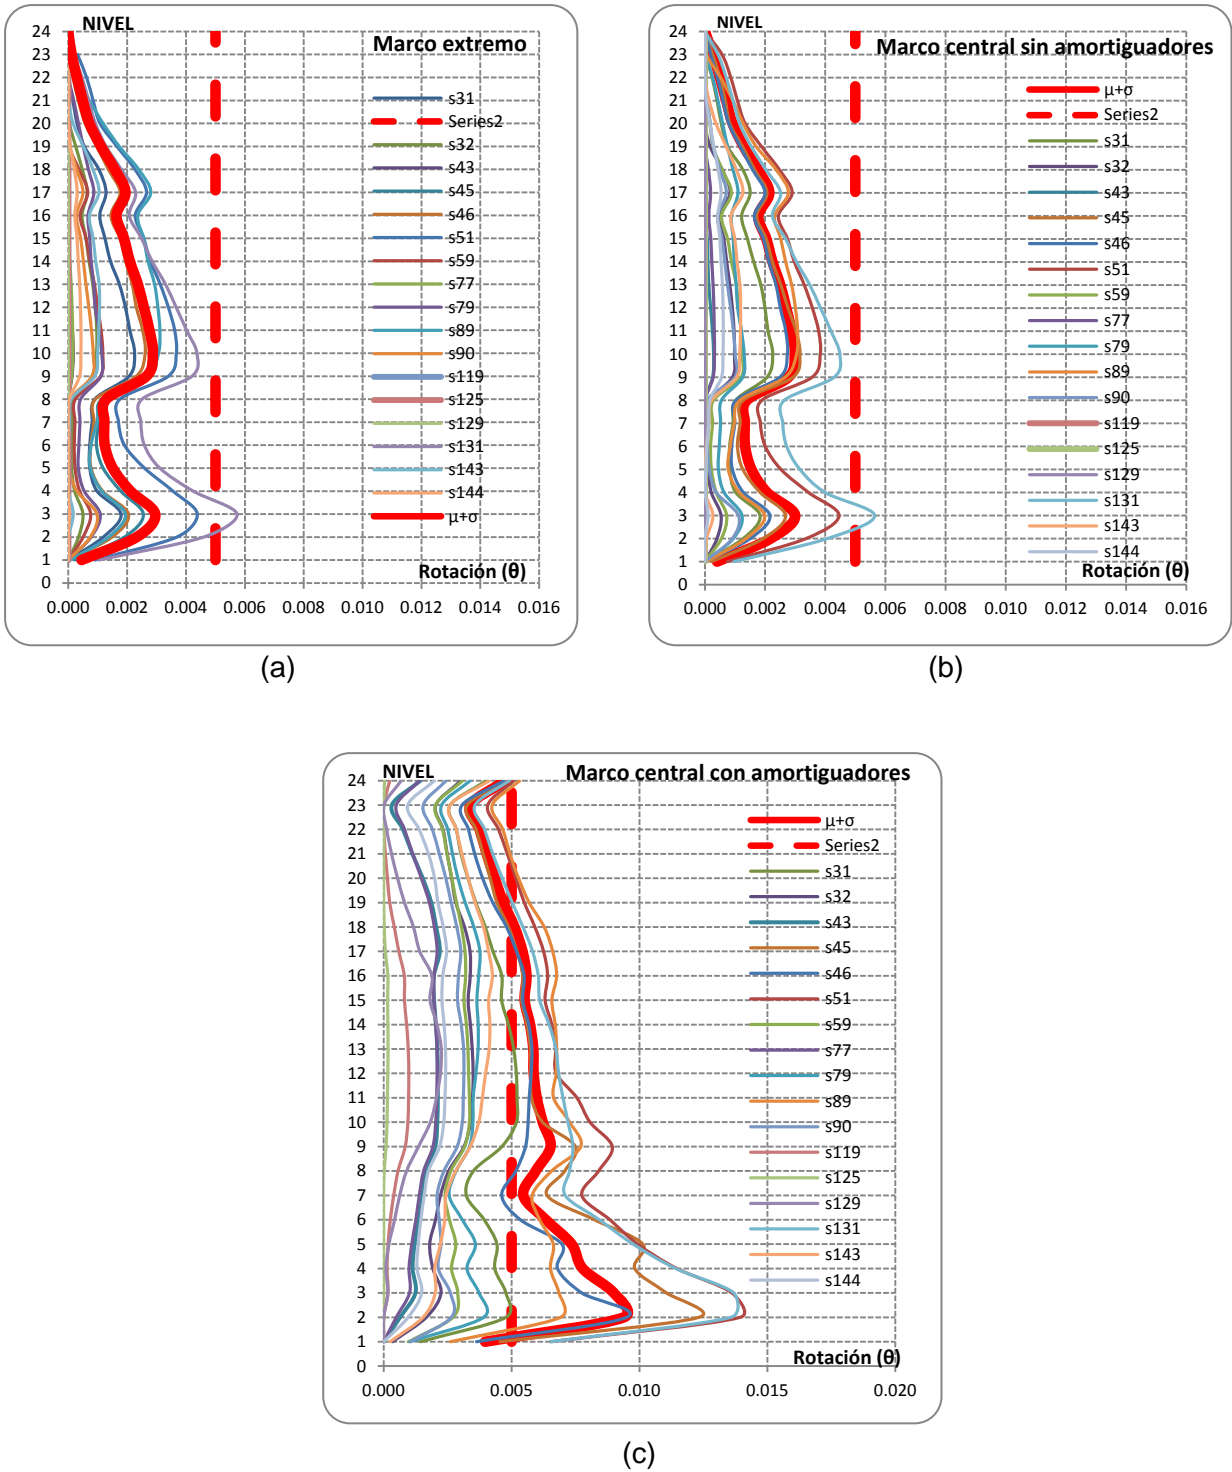 NIVEL
Marco extremo
24
23
22
21
20
19
18
17
16
15
14
13
12
11
10
9
8
7
6
5
4
3
2
1
0
s31
Series2
s32
s43
s45
s46
s51
s59
s77
s79
s89
s90
s119
s125
s129
s131
s143
s144
μ+σ
Rotación (θ)
0.000 0.002 0.004 0.006 0.008 0.010 0.012 0.014 0.016
(a)
NIVEL
Marco central sin amortiguadores
24
23
22
21
20
19
18
17
16
15
14
13
12
11
10
9
8
7
6
5
4
3
2
1
0
μ+σ
Series2
s31
s32
s43
s45
s46
s51
s59
s77
s79
s89
s90
s119
s125
s129
s131
s143
s144
Rotación (θ)
0.000 0.002 0.004 0.006 0.008 0.010 0.012 0.014 0.016
(b)
NIVEL
Marco central con amortiguadores
24
23
22
21
20
19
18
17
16
15
14
13
12
11
10
9
8
7
6
5
4
3
2
1
0
μ+σ
Series2
s31
s32
s43
s45
s46
s51
s59
s77
s79
s89
s90
s119
s125
s129
s131
s143
s144
Rotación (θ)
0.000 0.005 0.010 0.015 0.020
(c)